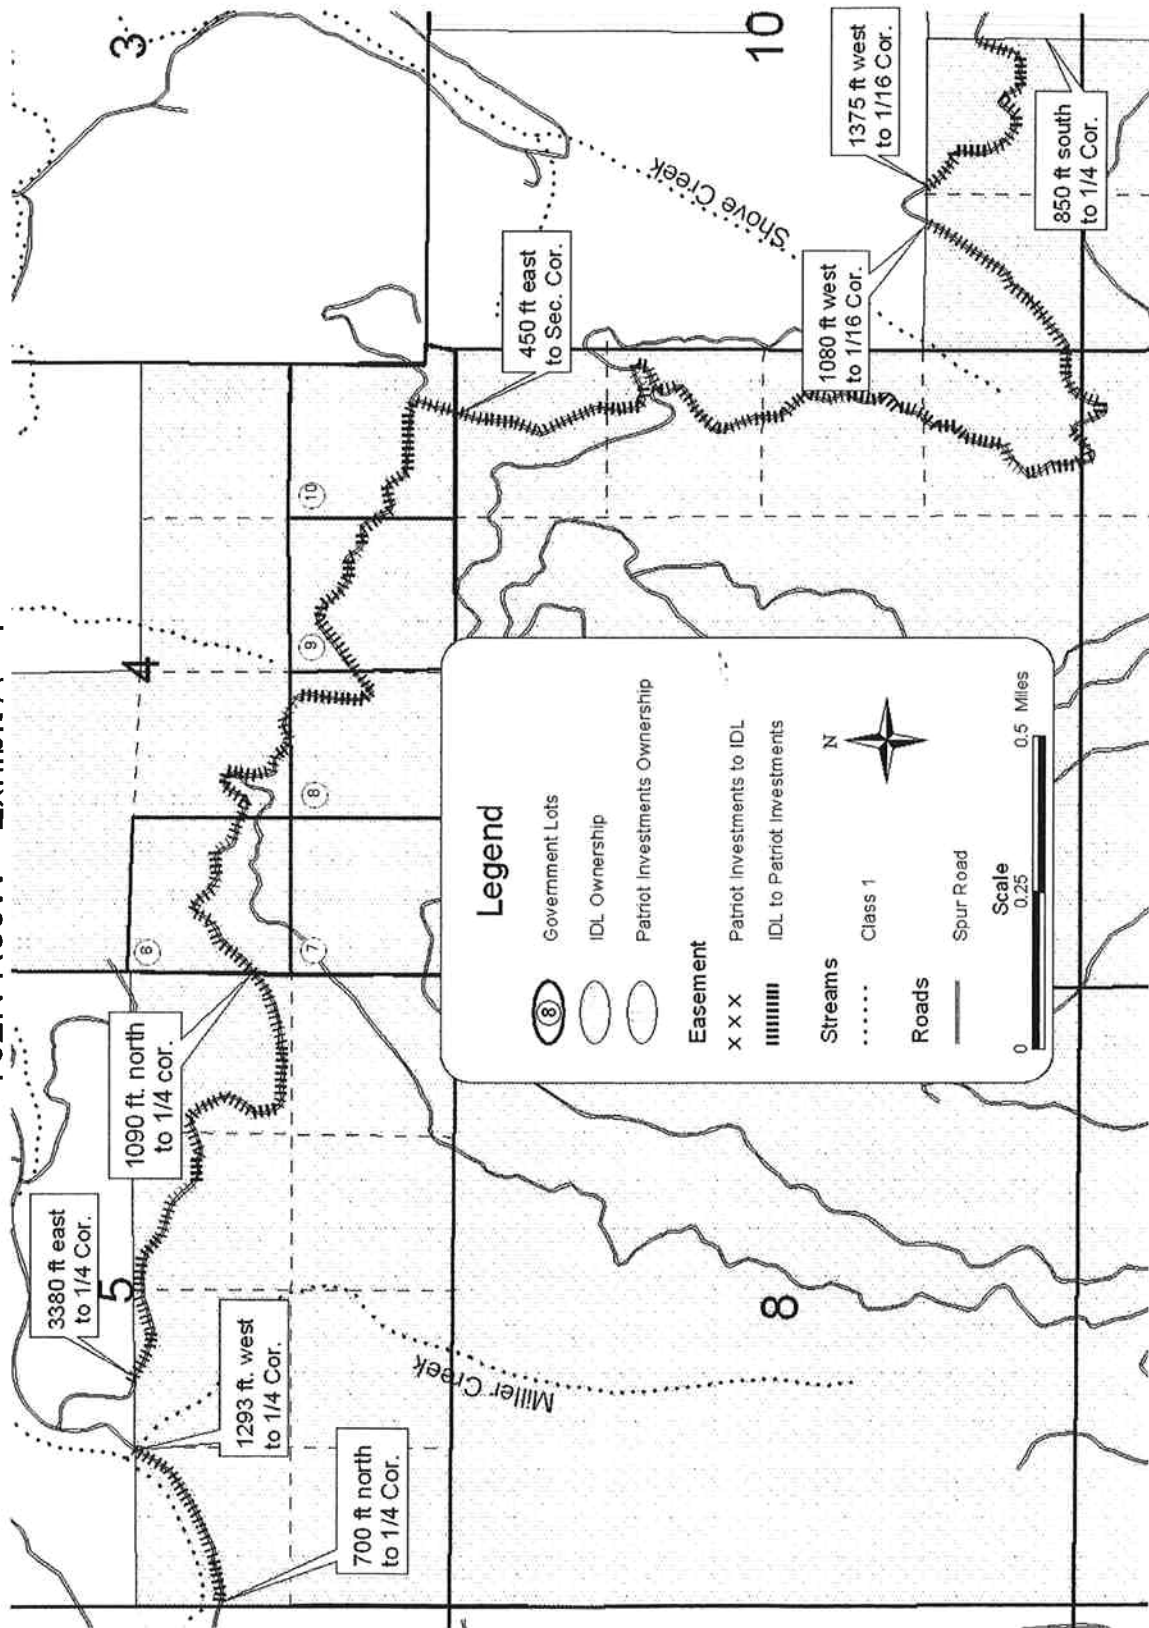 3
10
4
5
8
6
7
8
9
10
3380 ft east
to 1/4 Cor.
1090 ft. north
to 1/4 cor.
1293 ft. west
to 1/4 Cor.
700 ft north
to 1/4 Cor.
450 ft east
to Sec. Cor.
1080 ft west
to 1/16 Cor.
1375 ft west
to 1/16 Cor.
850 ft south
to 1/4 Cor.
Miller Creek
Shove Creek
Legend
8 Government Lots
IDL Ownership
Patriot Investments Ownership
Easement
x x x Patriot Investments to IDL
IDL to Patriot Investments
Streams
Class 1
Roads
Spur Road
N
Scale
0 0.25 0.5 Miles